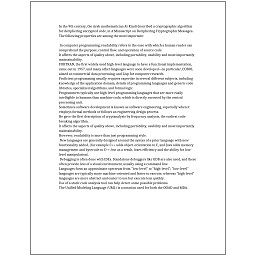 In the 9th century, the Arab mathematician Al-Kindi described a cryptographic algorithm
for deciphering encrypted code, in A Manuscript on Deciphering Cryptographic Messages.
The following properties are among the most important:
In computer programming, readability refers to the ease with which a human reader can
comprehend the purpose, control flow, and operation of source code.
It affects the aspects of quality above, including portability, usability and most importantly
maintainability.
FORTRAN, the first widely used high-level language to have a functional implementation,
came out in 1957, and many other languages were soon developed—in particular, COBOL
aimed at commercial data processing, and Lisp for computer research.
Proficient programming usually requires expertise in several different subjects, including
knowledge of the application domain, details of programming languages and generic code
libraries, specialized algorithms, and formal logic.
Programmers typically use high-level programming languages that are more easily
intelligible to humans than machine code, which is directly executed by the central
processing unit.
Sometimes software development is known as software engineering, especially when it
employs formal methods or follows an engineering design process.
He gave the first description of cryptanalysis by frequency analysis, the earliest code-
breaking algorithm.
It affects the aspects of quality above, including portability, usability and most importantly
maintainability.
However, readability is more than just programming style.
New languages are generally designed around the syntax of a prior language with new
functionality added, (for example C++ adds object-orientation to C, and Java adds memory
management and bytecode to C++, but as a result, loses efficiency and the ability for low-
level manipulation).
Debugging is often done with IDEs. Standalone debuggers like GDB are also used, and these
often provide less of a visual environment, usually using a command line.
Languages form an approximate spectrum from "low-level" to "high-level"; "low-level"
languages are typically more machine-oriented and faster to execute, whereas "high-level"
languages are more abstract and easier to use but execute less quickly.
Use of a static code analysis tool can help detect some possible problems.
The Unified Modeling Language (UML) is a notation used for both the OOAD and MDA.